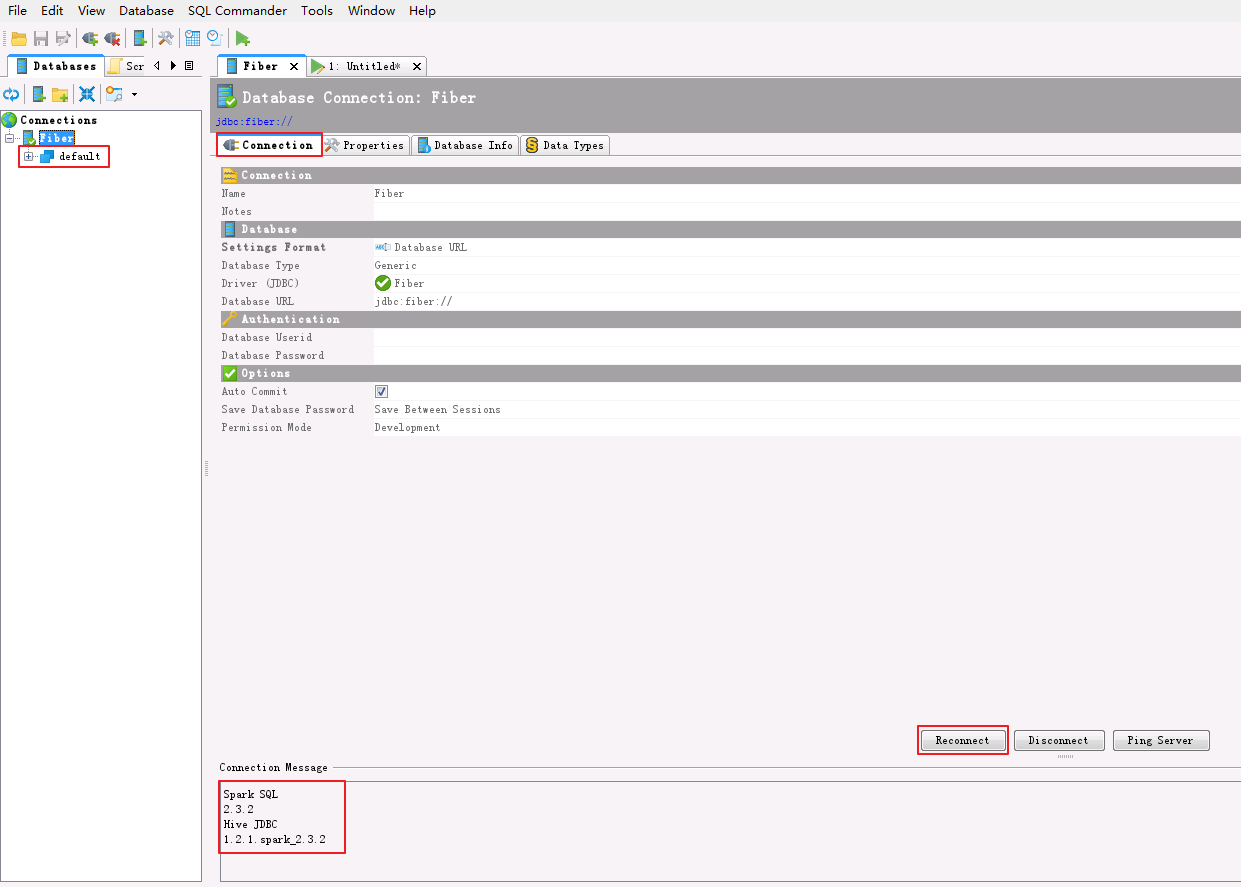 File Edit View Database SQL Commander Tools Window Help
Databases Scr
Fiber 1: Untitled*
Database Connection: Fiber
jdbc:fiber://
Connections
Fiber
default
Connection Properties Database Info Data Types
Connection
Name Fiber
Notes
Database
Settings Format Database URL
Database Type Generic
Driver (JDBC) Fiber
Database URL jdbc:fiber://
Authentication
Database Userid
Database Password
Options
Auto Commit
Save Database Password Save Between Sessions
Permission Mode Development
Reconnect Disconnect Ping Server
Connection Message
Spark SQL
2.3.2
Hive JDBC
1.2.1.spark_2.3.2